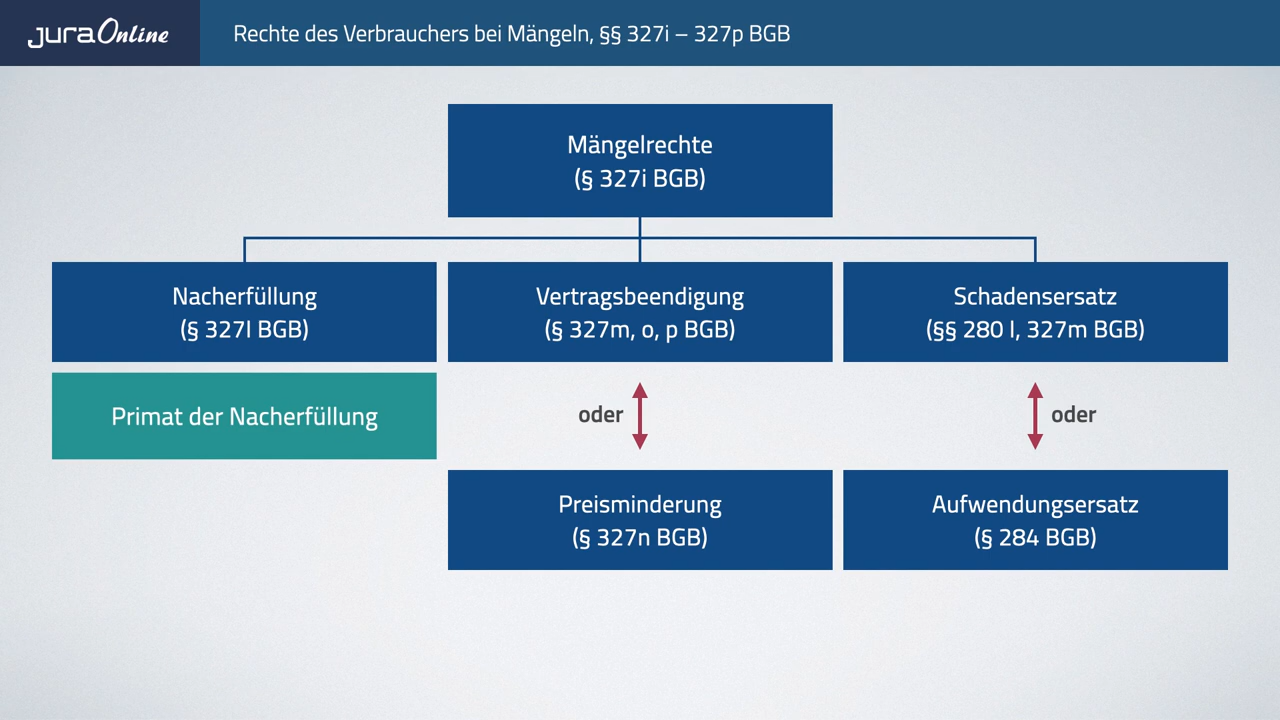 juraOnline
Rechte des Verbrauchers bei Mängeln, §§ 327i – 327p BGB
Mängelrechte
(§ 327i BGB)
Nacherfüllung
(§ 327l BGB)
Vertragsbeendigung
(§ 327m, o, p BGB)
Schadensersatz
(§§ 280 I, 327m BGB)
Primat der Nacherfüllung
oder
oder
Preisminderung
(§ 327n BGB)
Aufwendungsersatz
(§ 284 BGB)